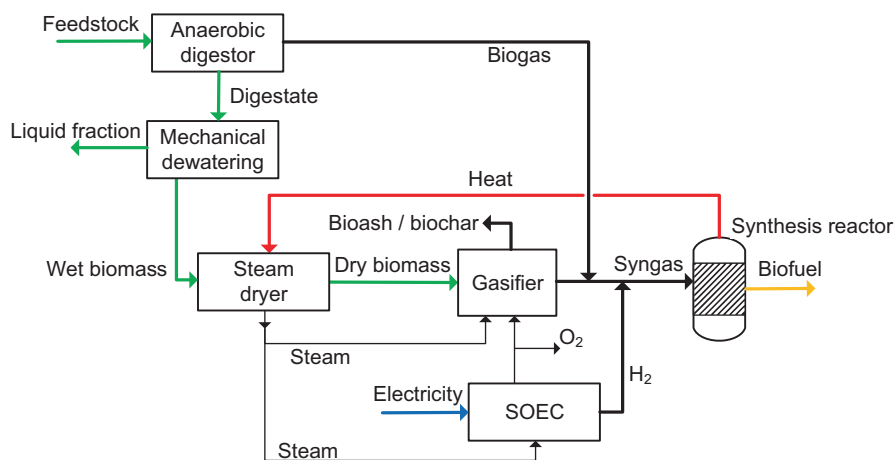 Feedstock
Anaerobic
digestor
Biogas
Digestate
Liquid fraction
Mechanical
dewatering
Heat
Bioash / biochar
Synthesis reactor
Wet biomass
Steam
dryer
Dry biomass
Gasifier
Syngas
Biofuel
Steam
O₂
Electricity
SOEC
H₂
Steam